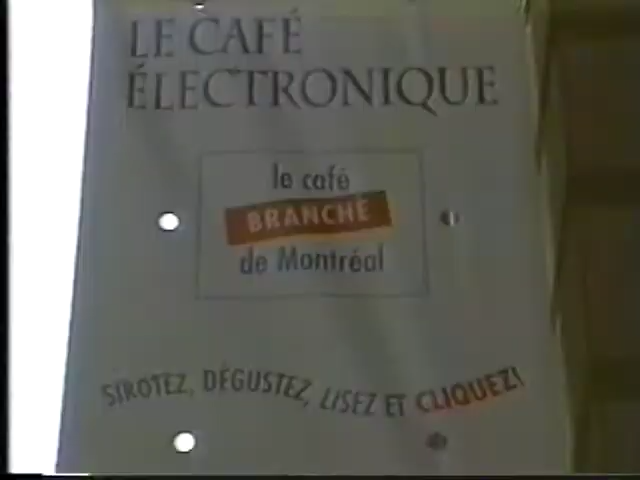 LE CAFÉ
ÉLECTRONIQUE
le café
BRANCHÉ
de Montréal
SIROTEZ, DÉGUSTEZ, LISEZ ET CLIQUEZ!